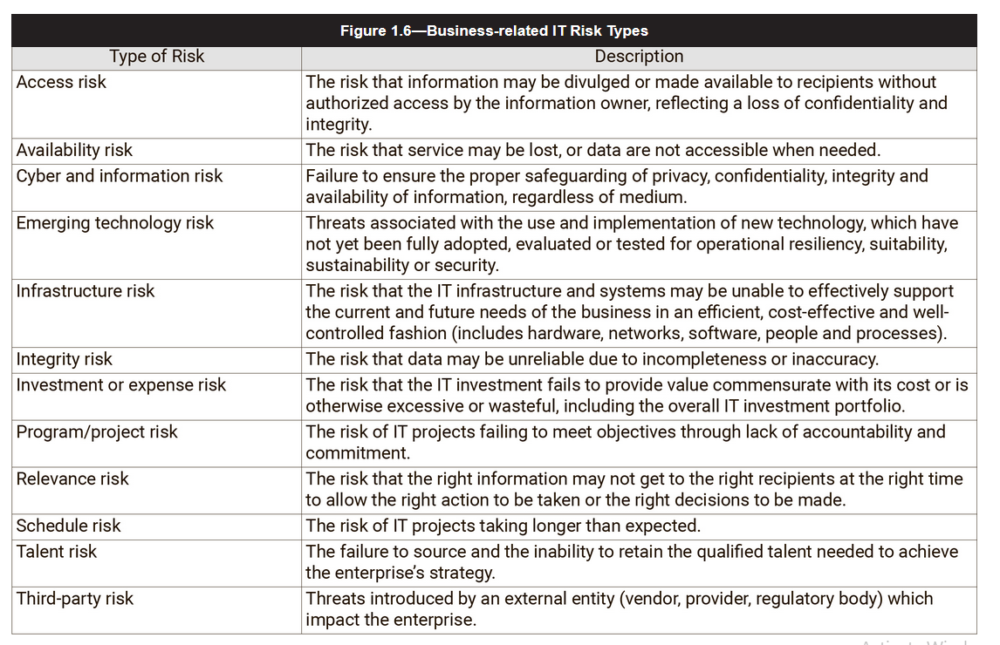 Figure 1.6—Business-related IT Risk Types
Type of Risk
Description
Access risk
The risk that information may be divulged or made available to recipients without
authorized access by the information owner, reflecting a loss of confidentiality and
integrity.
Availability risk
The risk that service may be lost, or data are not accessible when needed.
Cyber and information risk
Failure to ensure the proper safeguarding of privacy, confidentiality, integrity and
availability of information, regardless of medium.
Emerging technology risk
Threats associated with the use and implementation of new technology, which have
not yet been fully adopted, evaluated or tested for operational resiliency, suitability,
sustainability or security.
Infrastructure risk
The risk that the IT infrastructure and systems may be unable to effectively support
the current and future needs of the business in an efficient, cost-effective and well-
controlled fashion (includes hardware, networks, software, people and processes).
Integrity risk
The risk that data may be unreliable due to incompleteness or inaccuracy.
Investment or expense risk
The risk that the IT investment fails to provide value commensurate with its cost or is
otherwise excessive or wasteful, including the overall IT investment portfolio.
Program/project risk
The risk of IT projects failing to meet objectives through lack of accountability and
commitment.
Relevance risk
The risk that the right information may not get to the right recipients at the right time
to allow the right action to be taken or the right decisions to be made.
Schedule risk
The risk of IT projects taking longer than expected.
Talent risk
The failure to source and the inability to retain the qualified talent needed to achieve
the enterprise's strategy.
Third-party risk
Threats introduced by an external entity (vendor, provider, regulatory body) which
impact the enterprise.